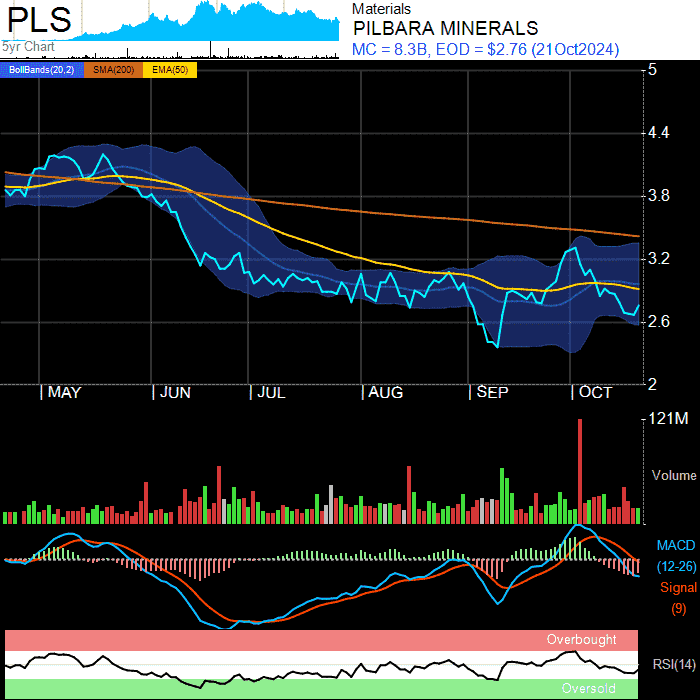 PLS
5yr Chart
Materials
PILBARA MINERALS
MC = 8.3B, EOD = $2.76 (21Oct2024)
BollBands(20,2) SMA(200) EMA(50)
5
4.4
3.8
3.2
2.6
2
MAY JUN JUL AUG SEP OCT
121M
Volume
MACD
(12-26)
Signal
(9)
Overbought
RSI(14)
Oversold